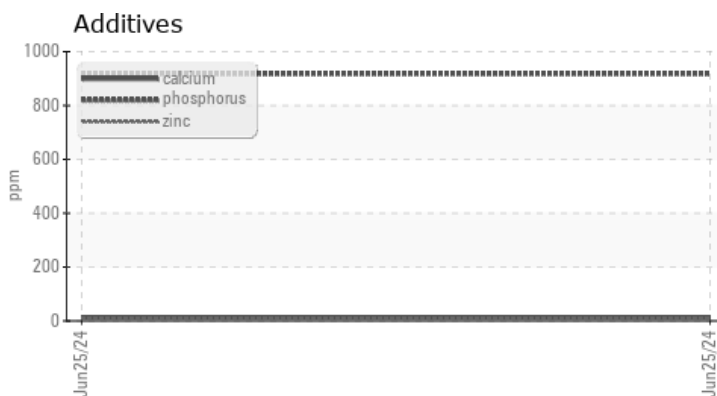 Additives
1000
800
600
400
200
0
ppm
calcium
phosphorus
zinc
Jun25/24
Jun25/24